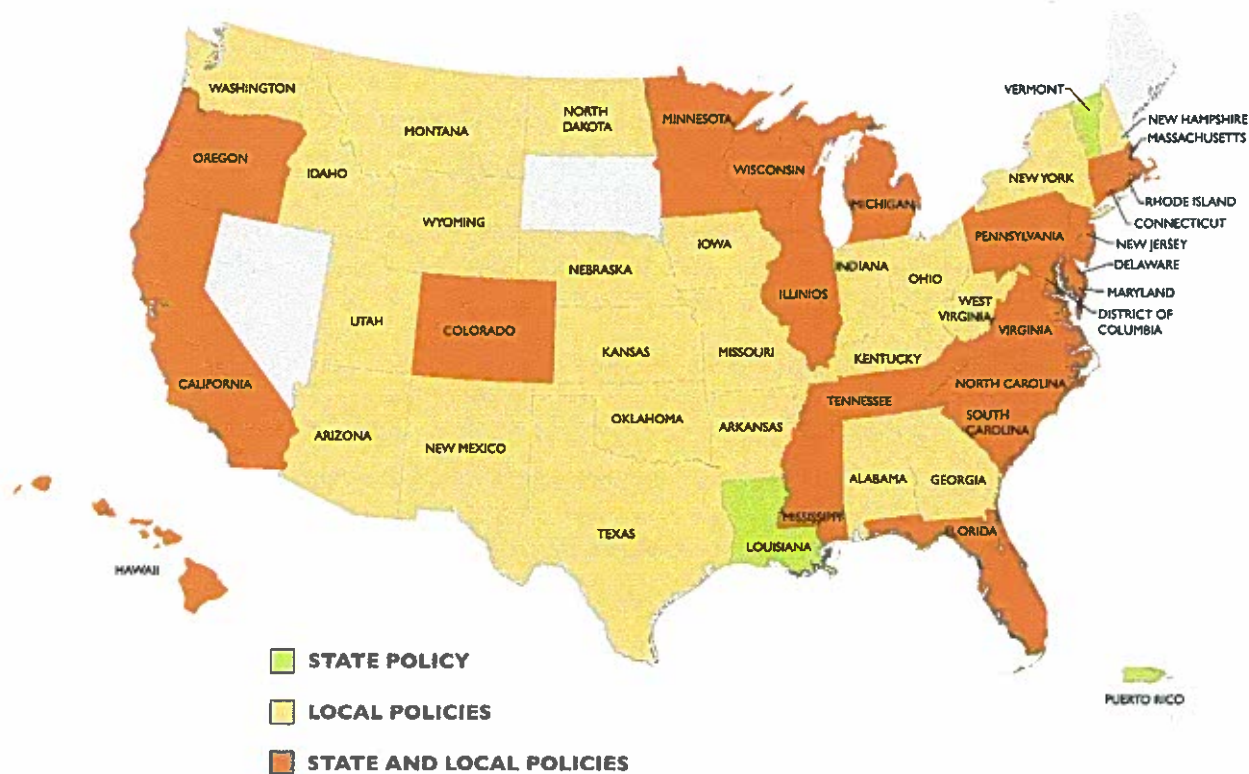 WASHINGTON
MONTANA
NORTH
DAKOTA
MINNESOTA
VERMONT
NEW HAMPSHIRE
MASSACHUSETTS
OREGON
IDAHO
WISCONSIN
NEW YORK
MICHIGAN
RHODE ISLAND
WYOMING
CONNECTICUT
IOWA
PENNSYLVANIA
NEW JERSEY
NEBRASKA
INDIANA
OHIO
DELAWARE
ILLINIOS
MARYLAND
WEST
VIRGINIA
DISTRICT OF
COLUMBIA
UTAH
COLORADO
VIRGINIA
KANSAS
MISSOURI
KENTUCKY
CALIFORNIA
NORTH CAROLINA
TENNESSEE
OKLAHOMA
ARKANSAS
SOUTH
CAROLINA
ARIZONA
NEW MEXICO
ALABAMA
GEORGIA
MISSISSIPPI
TEXAS
FLORIDA
LOUISIANA
HAWAII
STATE POLICY
PUERTO RICO
LOCAL POLICIES
STATE AND LOCAL POLICIES